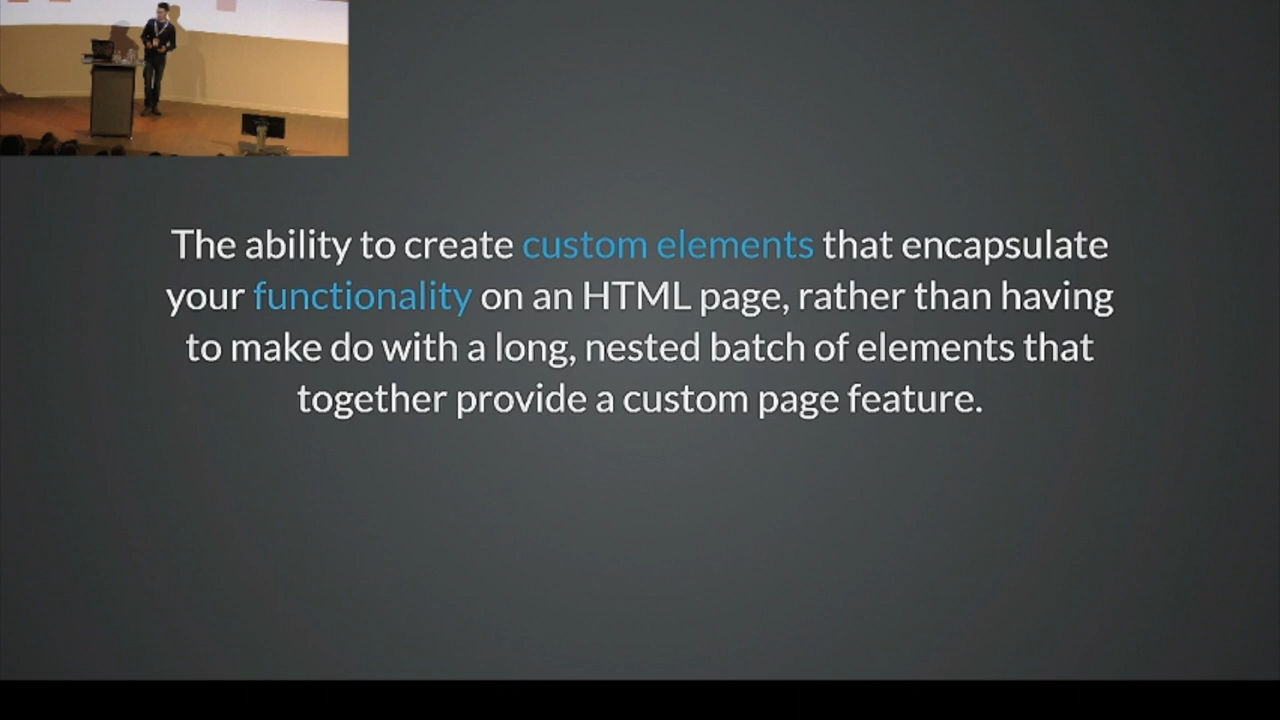 The ability to create custom elements that encapsulate
your functionality on an HTML page, rather than having
to make do with a long, nested batch of elements that
together provide a custom page feature.